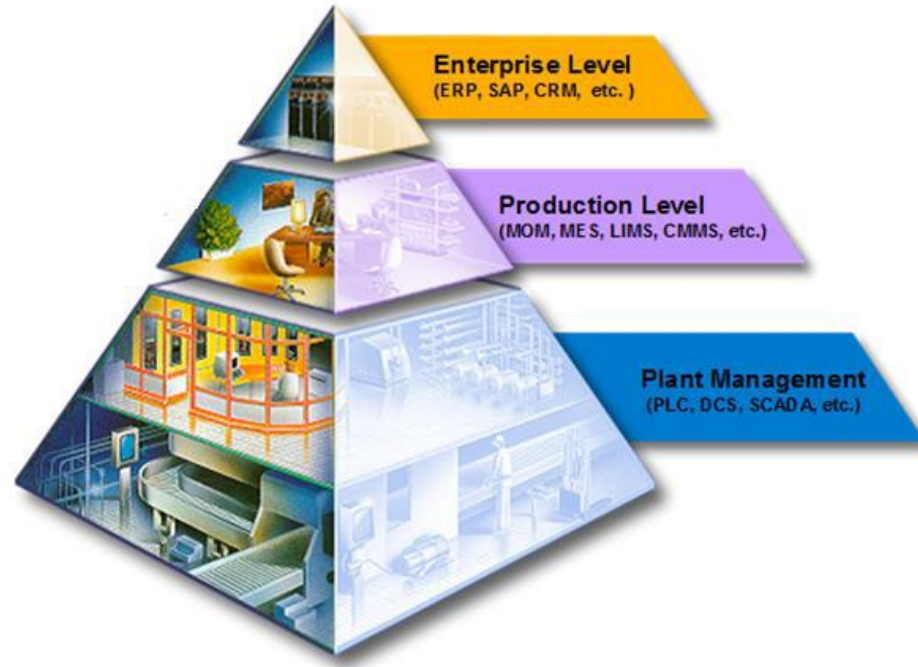 Enterprise Level
(ERP, SAP, CRM, etc. )
Production Level
(MOM, MES, LIMS, CMMS, etc.)
Plant Management
(PLC, DCS, SCADA, etc.)